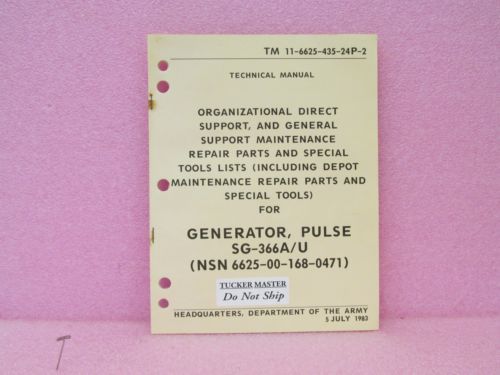 TM 11-6625-435-24P-2
TECHNICAL MANUAL
ORGANIZATIONAL DIRECT
SUPPORT, AND GENERAL
SUPPORT MAINTENANCE
REPAIR PARTS AND SPECIAL
TOOLS LISTS (INCLUDING DEPOT
MAINTENANCE REPAIR PARTS AND
SPECIAL TOOLS)
FOR
GENERATOR, PULSE
SG-366A/U
(NSN 6625-00-168-0471)
TUCKER MASTER
Do Not Ship
HEADQUARTERS, DEPARTMENT OF THE ARMY
5 JULY 1983
T